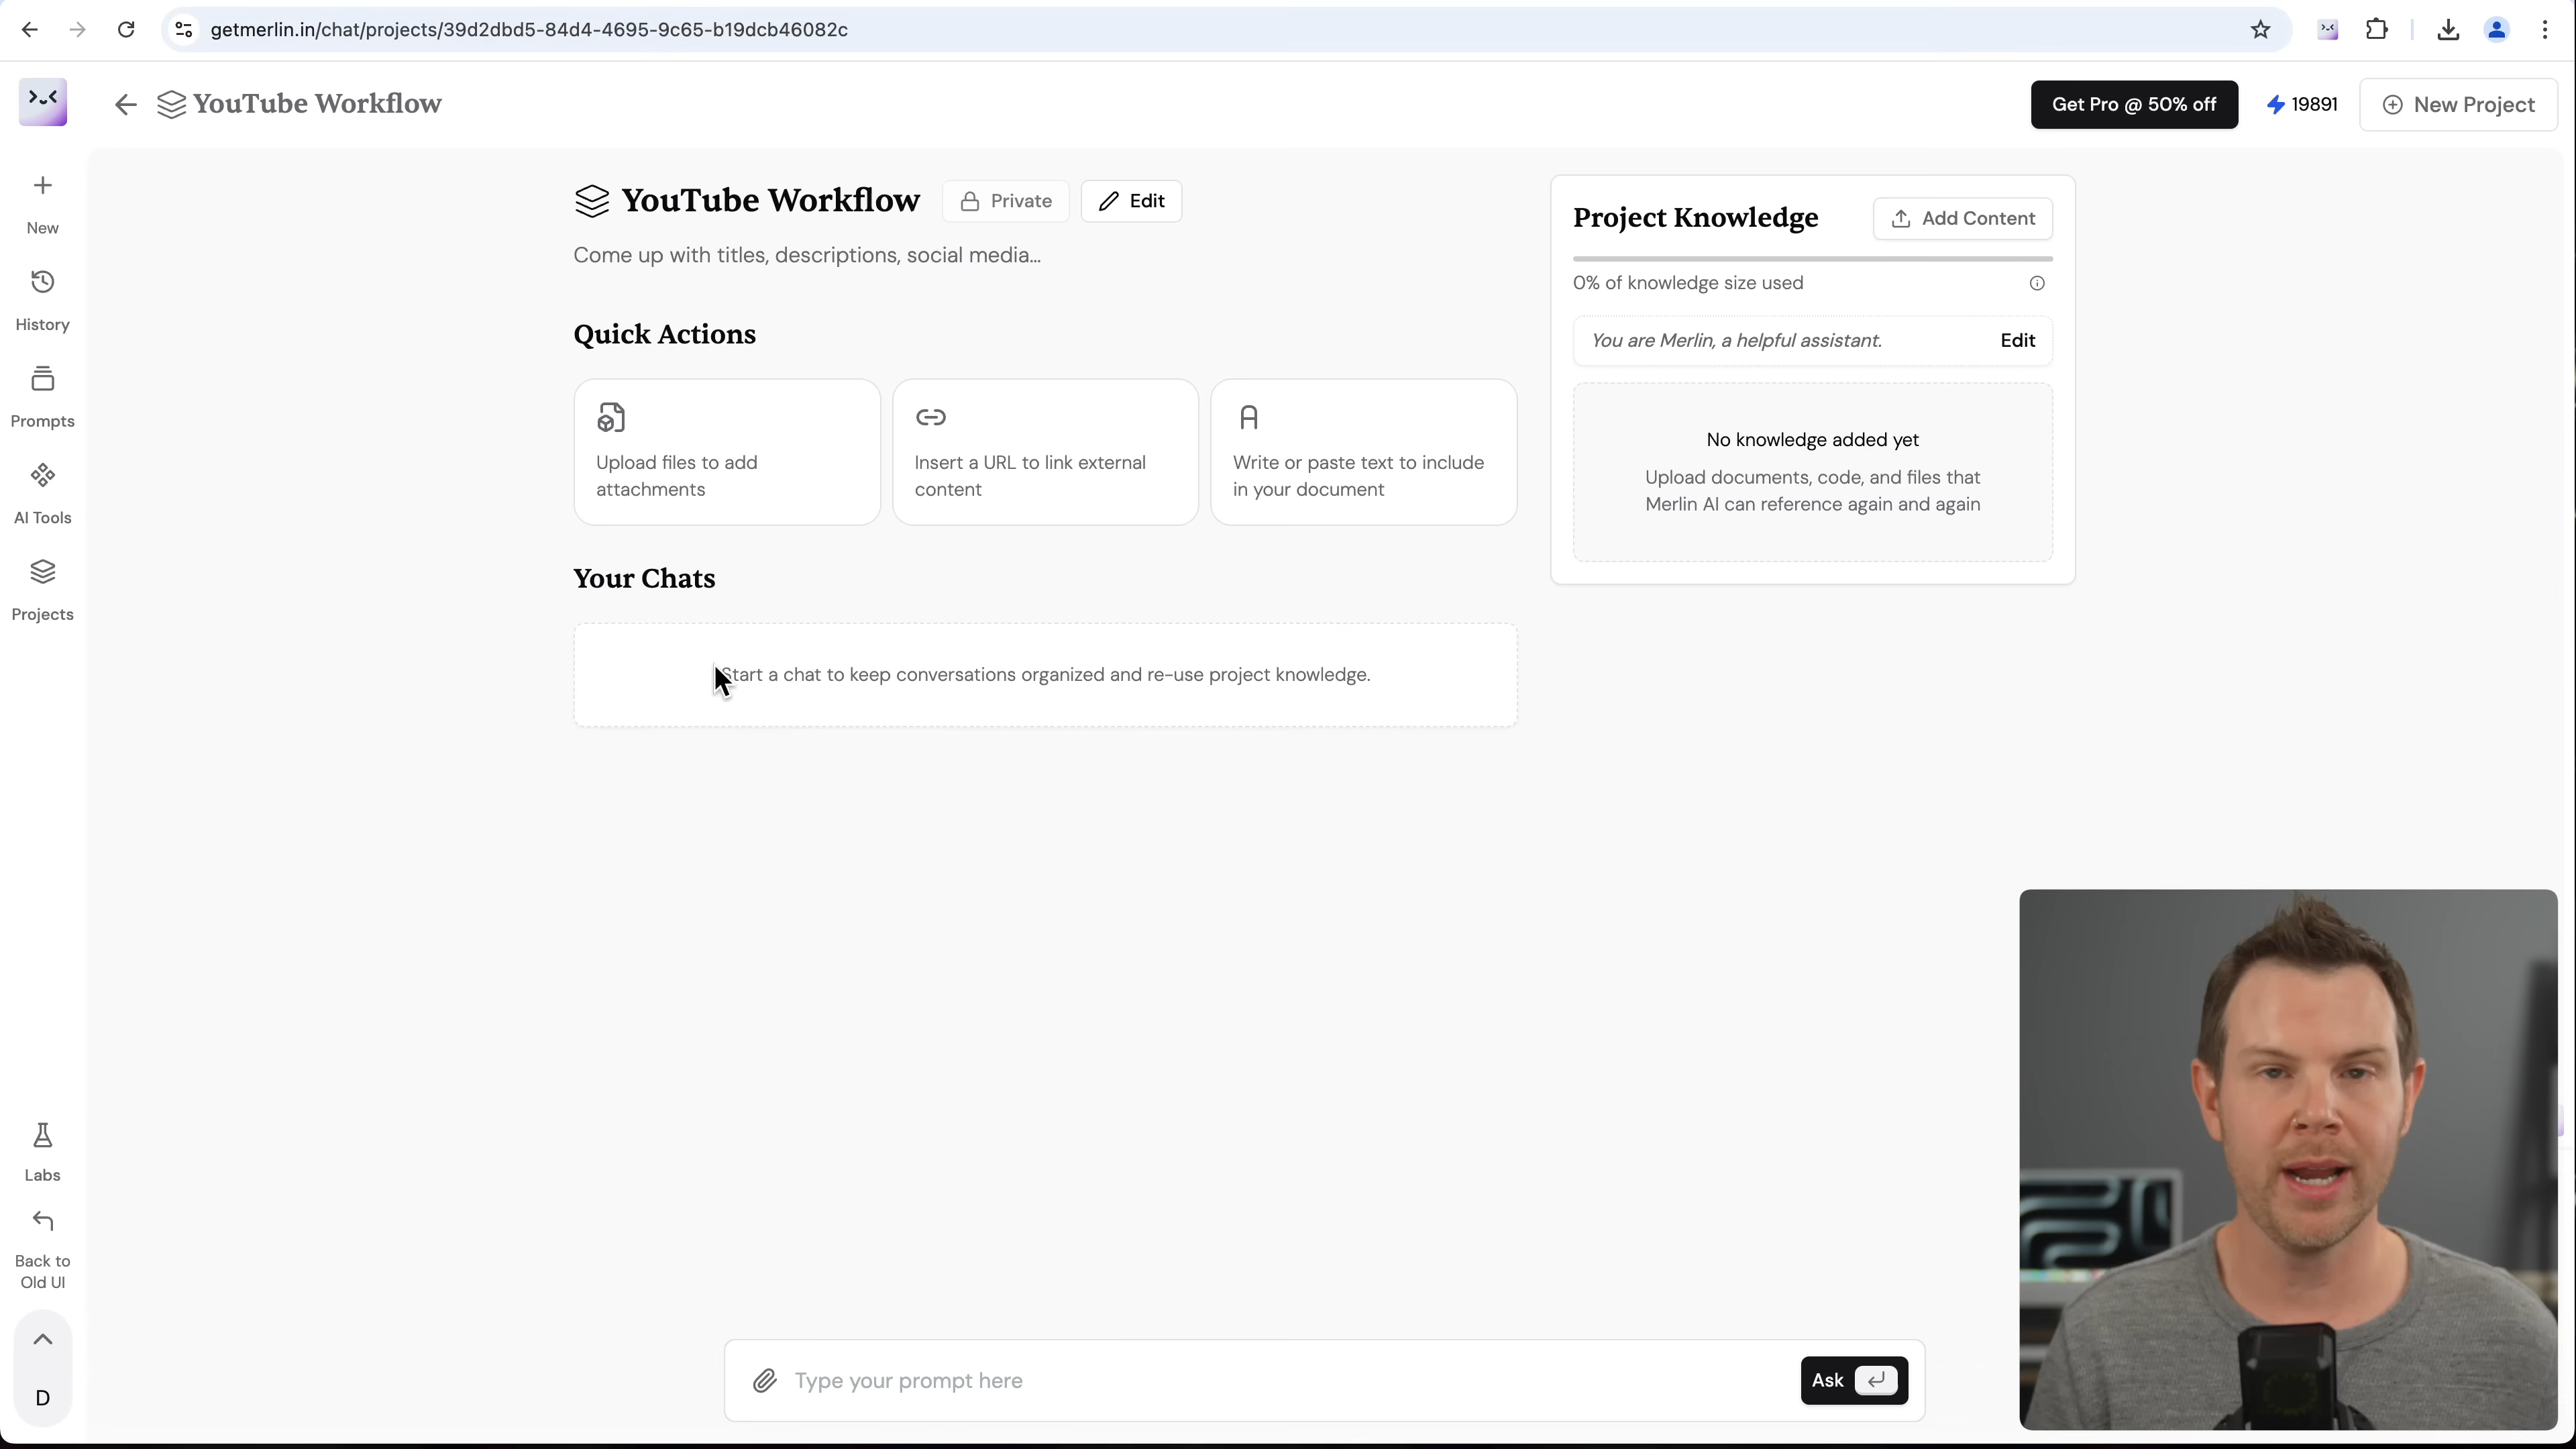 getmerlin.in/chat/projects/39d2dbd5-84d4-4695-9c65-b19dcb46082c
YouTube Workflow
Get Pro @ 50% off
19891
New Project
New
History
Prompts
AI Tools
Projects
Labs
Back to
Old UI
D
YouTube Workflow
Private
Edit
Come up with titles, descriptions, social media...
Quick Actions
Upload files to add
attachments
Insert a URL to link external
content
Write or paste text to include
in your document
Your Chats
Start a chat to keep conversations organized and re-use project knowledge.
Project Knowledge
Add Content
0% of knowledge size used
You are Merlin, a helpful assistant.
Edit
No knowledge added yet
Upload documents, code, and files that
Merlin AI can reference again and again
Type your prompt here
Ask